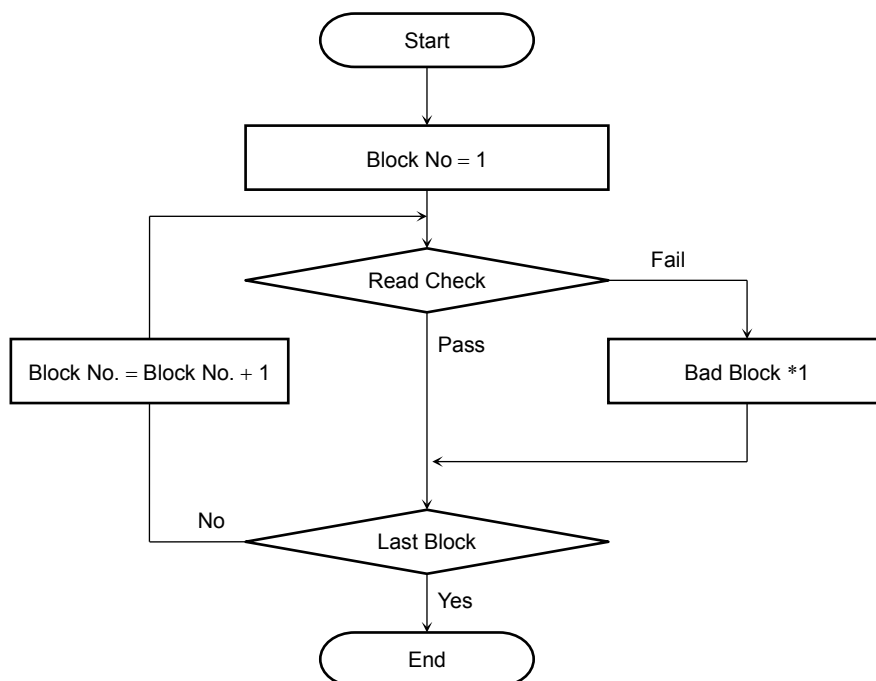 Start
Block No = 1
Read Check
Fail
Pass
Block No. = Block No. + 1
Bad Block *1
No
Last Block
Yes
End